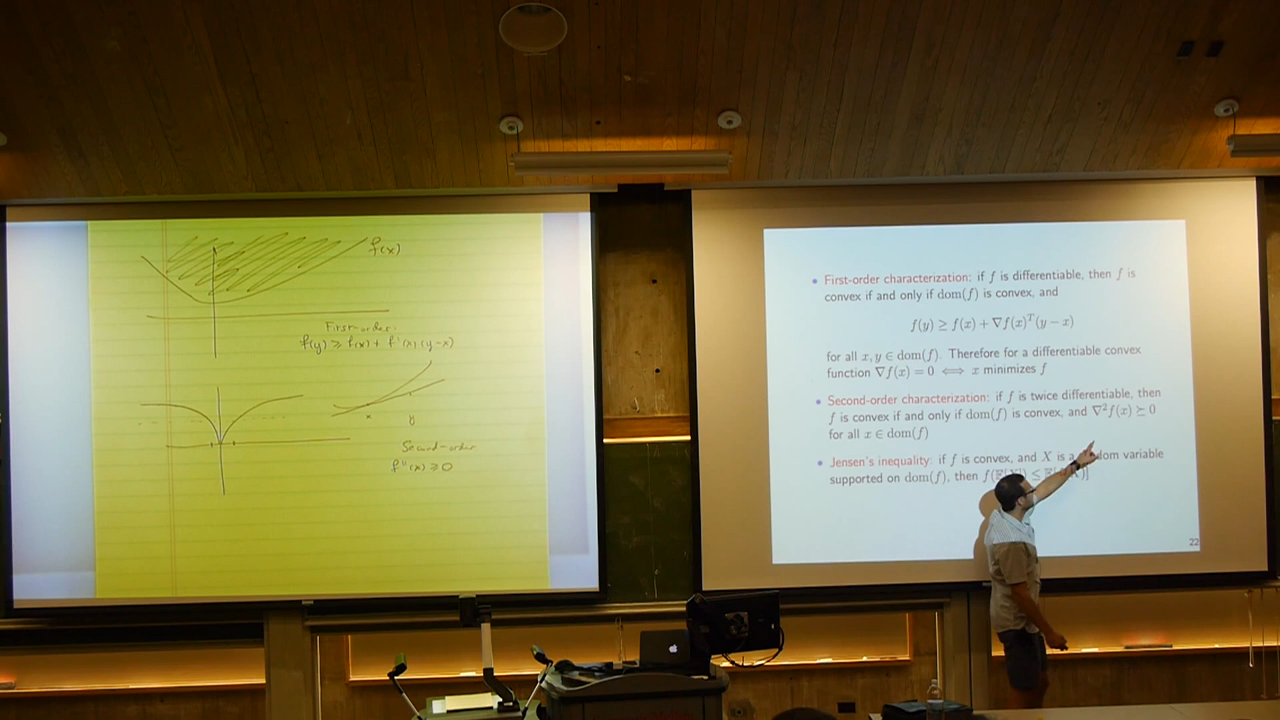 f(x)
First-order:
f(y) ≥ f(x) + f'(x)(y-x)
x
y
Second-order
f''(x) ≥ 0
• First-order characterization: if f is differentiable, then f is
convex if and only if dom(f) is convex, and
f(y) ≥ f(x) + ∇f(x)^T(y − x)
for all x, y ∈ dom(f). Therefore for a differentiable convex
function ∇f(x) = 0 ⟺ x minimizes f
• Second-order characterization: if f is twice differentiable, then
f is convex if and only if dom(f) is convex, and ∇²f(x) ⪰ 0
for all x ∈ dom(f)
• Jensen's inequality: if f is convex, and X is a random variable
supported on dom(f), then f(E[X]) ≤ E[f(X)]
22